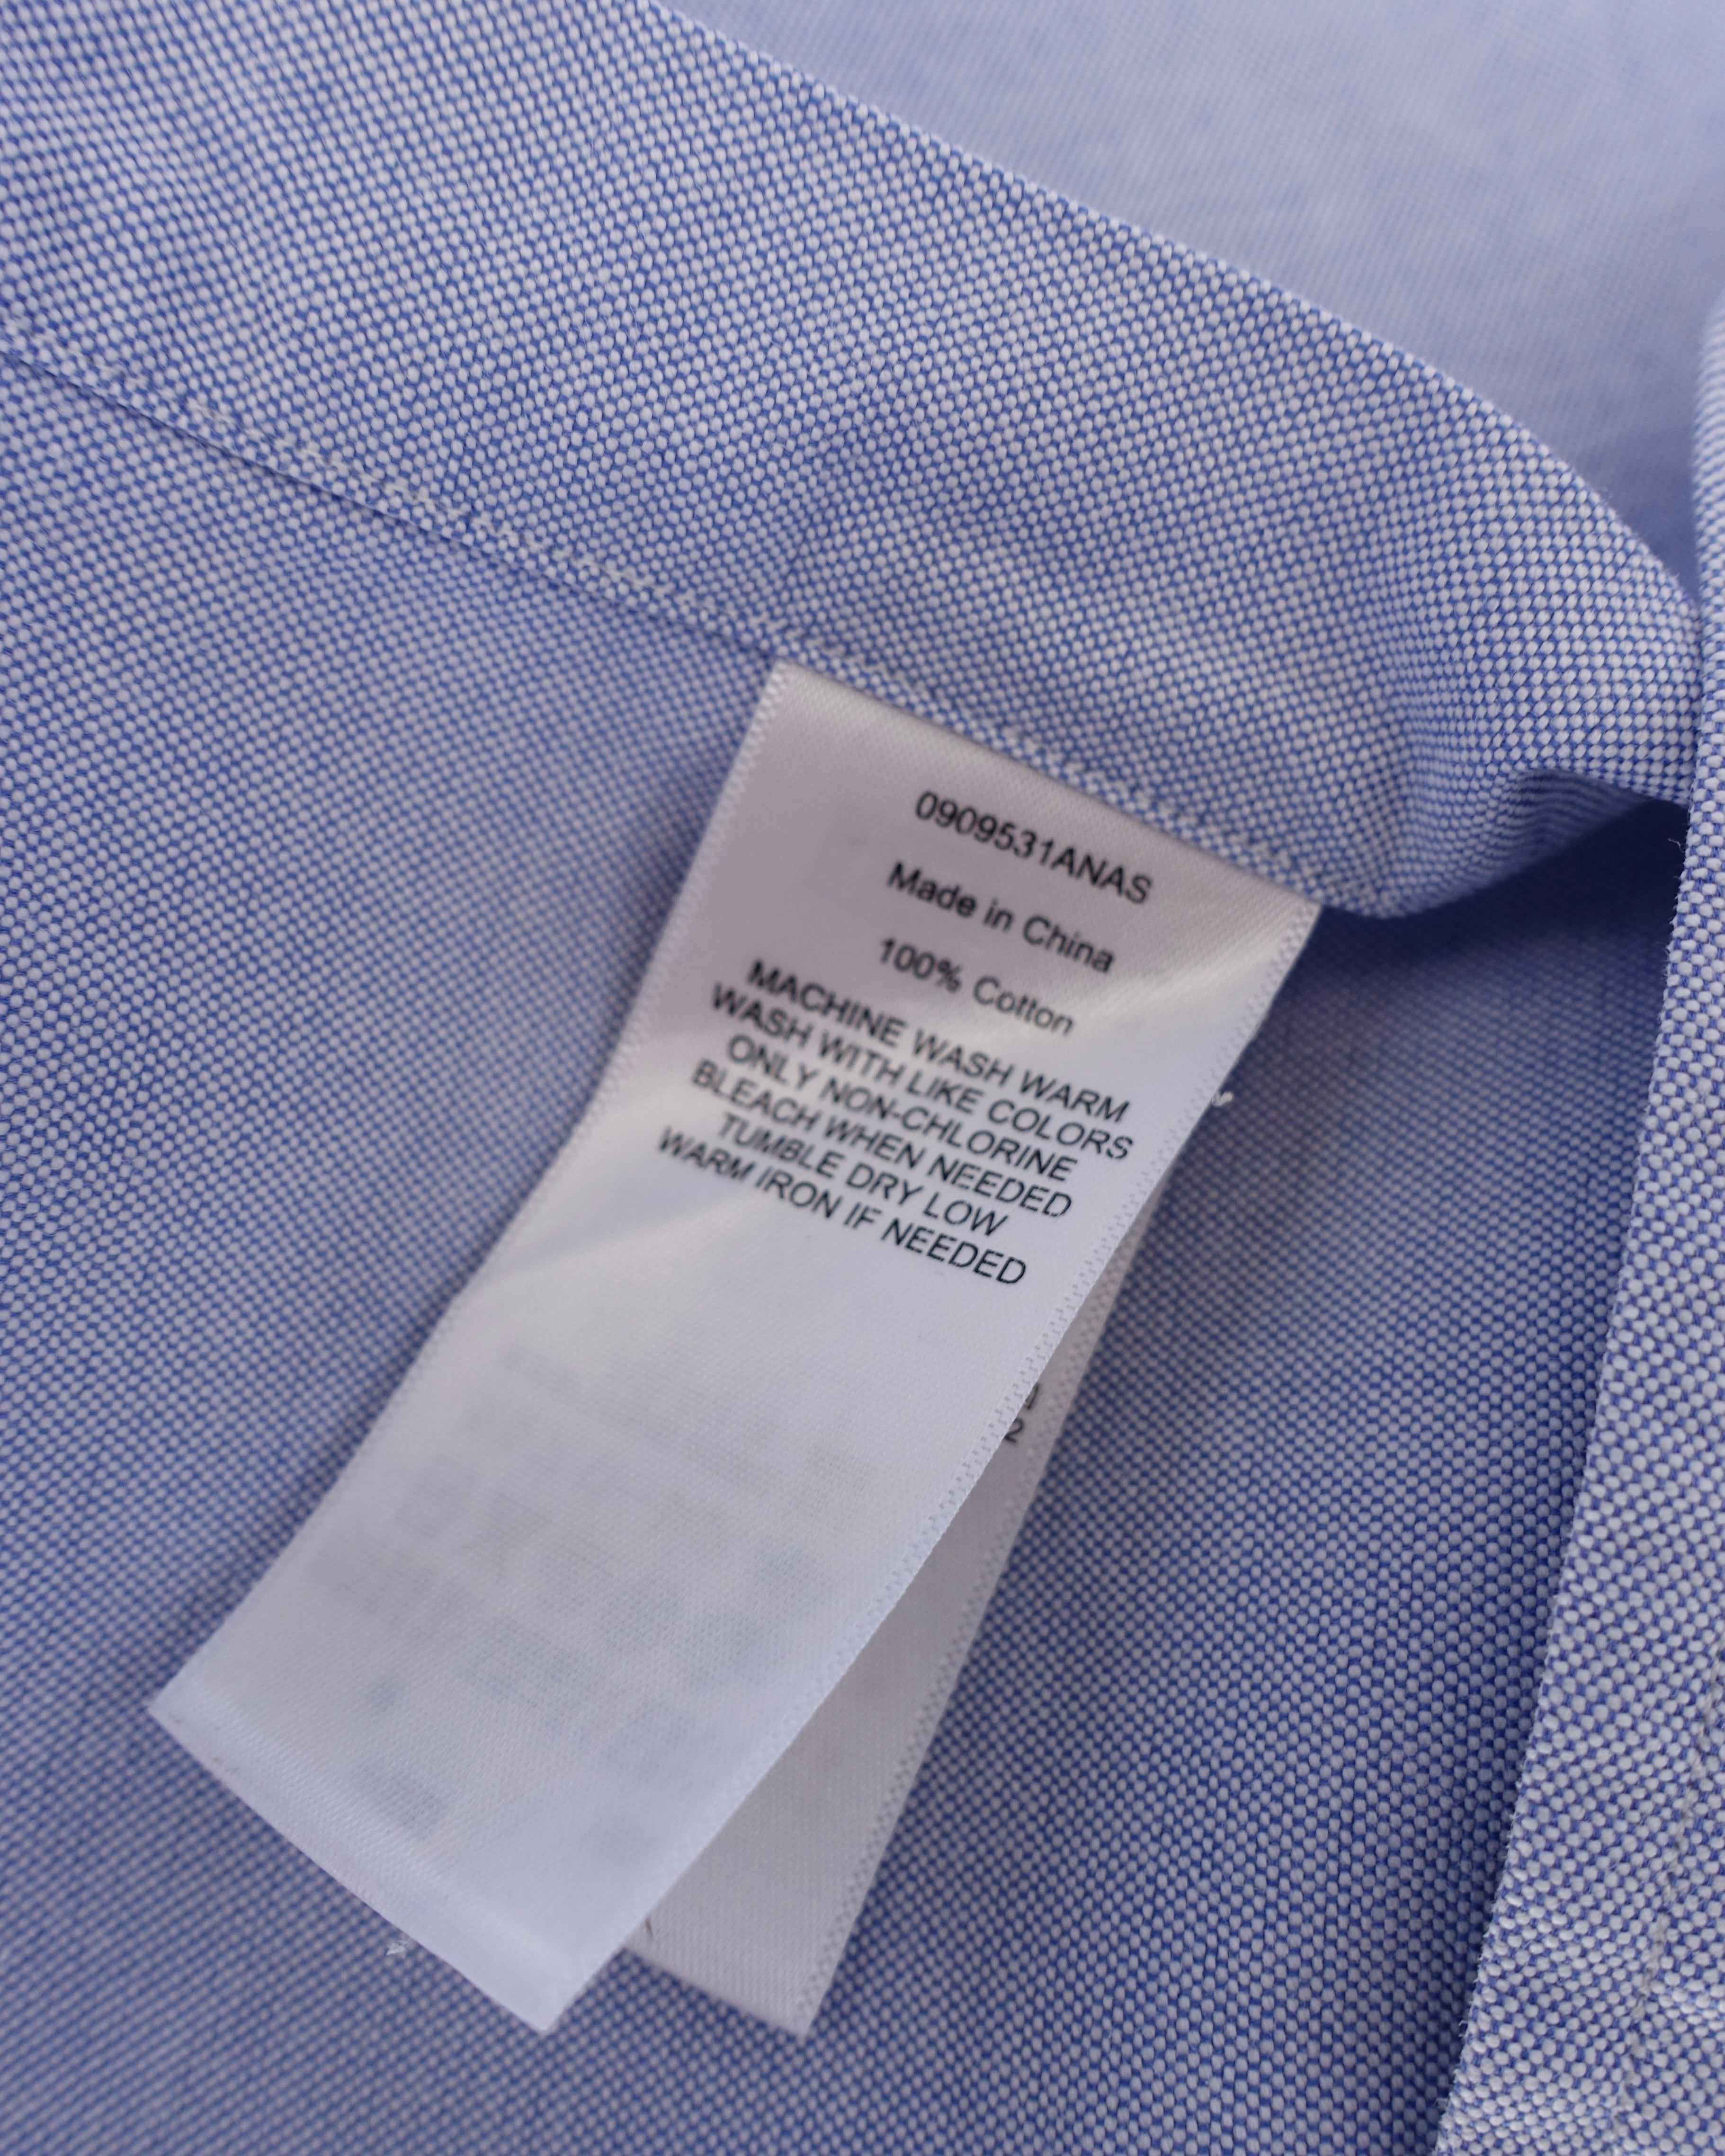 0909531ANAS
Made in China
100% Cotton
MACHINE WASH WARM
WASH WITH LIKE COLORS
ONLY NON-CHLORINE
BLEACH WHEN NEEDED
TUMBLE DRY LOW
WARM IRON IF NEEDED
2